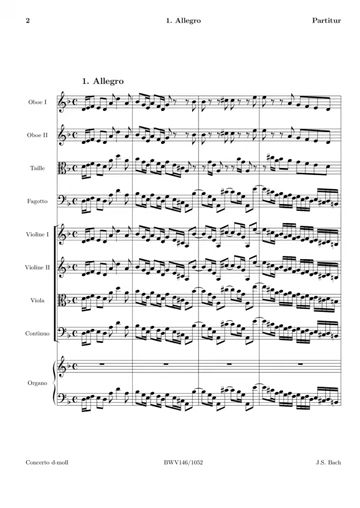 2 1. Allegro Partitur
1. Allegro
Oboe I
Oboe II
Taille
Fagotto
Violine I
Violine II
Viola
Continuo
Organo
Concerto d-moll BWV146/1052 J.S. Bach